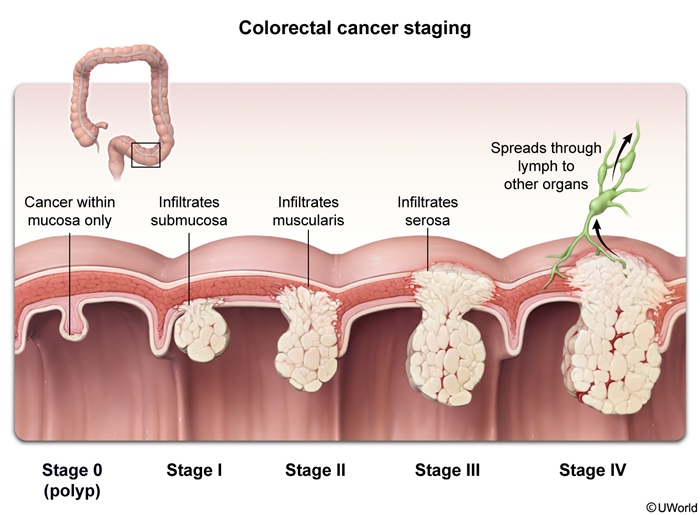 Colorectal cancer staging
Spreads through
lymph to
other organs
Cancer within
mucosa only
Infiltrates
submucosa
Infiltrates
muscularis
Infiltrates
serosa
Stage 0
(polyp)
Stage I
Stage II
Stage III
Stage IV
©UWorld